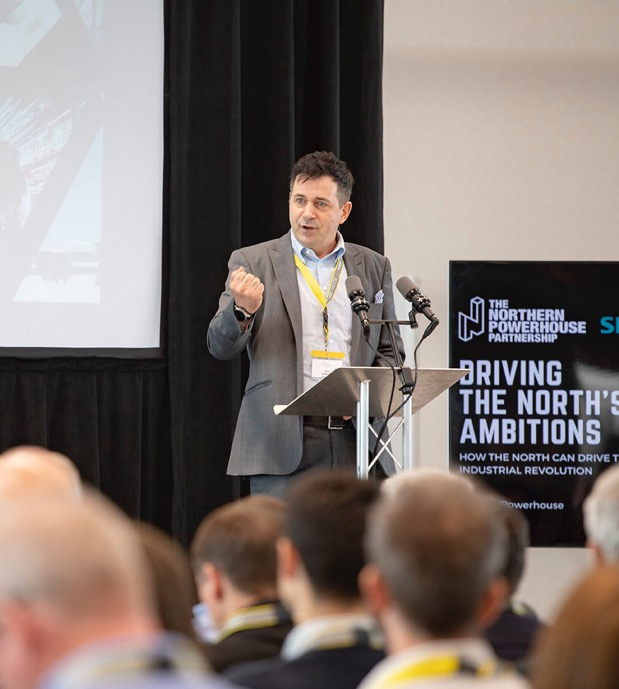 THE
NORTHERN
POWERHOUSE
PARTNERSHIP
DRIVING
THE NORTH'S
AMBITIONS
HOW THE NORTH CAN DRIVE
INDUSTRIAL REVOLUTION
Powerhouse